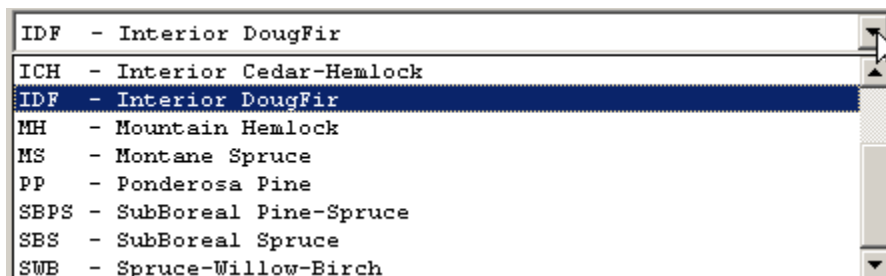 IDF - Interior DougFir
ICH - Interior Cedar-Hemlock
IDF - Interior DougFir
MH - Mountain Hemlock
MS - Montane Spruce
PP - Ponderosa Pine
SBPS - SubBoreal Pine-Spruce
SBS - SubBoreal Spruce
SWB - Spruce-Willow-Birch